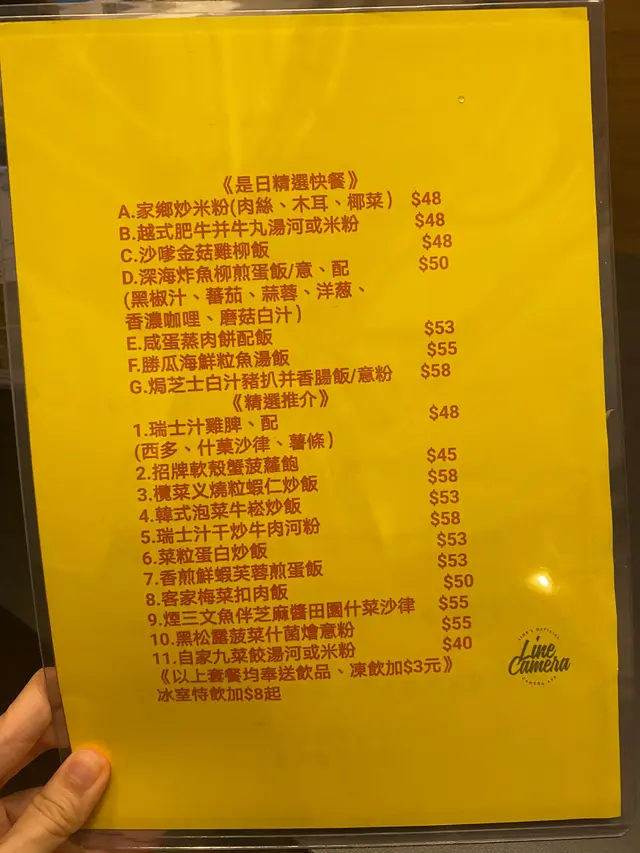 《是日精選快餐》
A.家鄉炒米粉(肉絲、木耳、椰菜) $48
B.越式肥牛并牛丸湯河或米粉 $48
C.沙嗲金菇雞柳飯 $48
D.深海炸魚柳煎蛋飯/意、配 $50
(黑椒汁、蕃茄、蒜蓉、洋葱、
香濃咖哩、磨菇白汁)
E.咸蛋蒸肉餅配飯 $53
F.勝瓜海鮮粒魚湯飯 $55
G.焗芝士白汁豬扒并香腸飯/意粉 $58
《精選推介》
1.瑞士汁雞脾、配 $48
(西多、什菓沙律、薯條)
2.招牌軟殼蟹菠蘿飽 $45
3.欖菜义燒粒蝦仁炒飯 $58
4.韓式泡菜牛崧炒飯 $53
5.瑞士汁干炒牛肉河粉 $58
6.菜粒蛋白炒飯 $53
7.香煎鮮蝦芙蓉煎蛋飯 $53
8.客家梅菜扣肉飯 $50
9.煙三文魚伴芝麻醬田園什菜沙律 $55
10.黑松露菠菜什菌燴意粉 $55
11.自家九菜餃湯河或米粉 $40
《以上套餐均奉送飲品、凍飲加$3元》
冰室恃飲加$8起
LINE'S OFFICIAL
Line
Camera
CAMERA APP